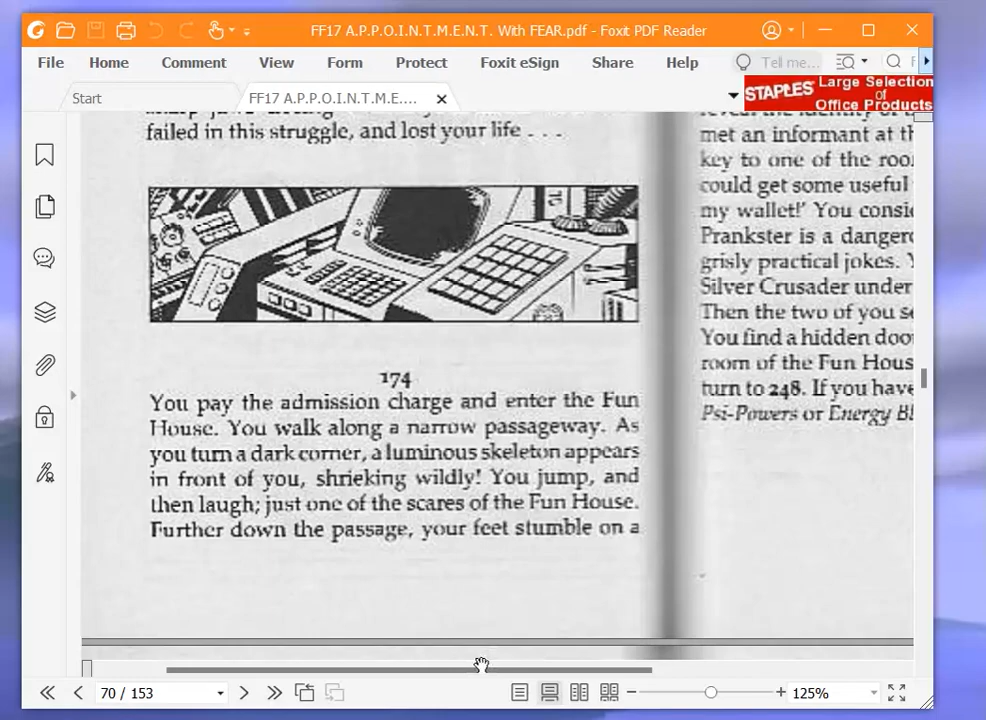 FF17 A.P.P.O.I.N.T.M.E.N.T. With FEAR.pdf - Foxit PDF Reader
File Home Comment View Form Protect Foxit eSign Share Help Tell me...
Start FF17 A.P.P.O.I.N.T.M.E....
STAPLES Large Selection
of
Office Products
failed in this struggle, and lost your life . . .
174
You pay the admission charge and enter the Fun
House. You walk along a narrow passageway. As
you turn a dark corner, a luminous skeleton appears
in front of you, shrieking wildly! You jump, and
then laugh; just one of the scares of the Fun House.
Further down the passage, your feet stumble on a
met an informant at th
key to one of the roo
could get some useful
my wallet!' You consi
Prankster is a danger
grisly practical jokes.
Silver Crusader under
Then the two of you s
You find a hidden doo
room of the Fun Hous
turn to 248. If you have
Psi-Powers or Energy Bl
70 / 153
125%